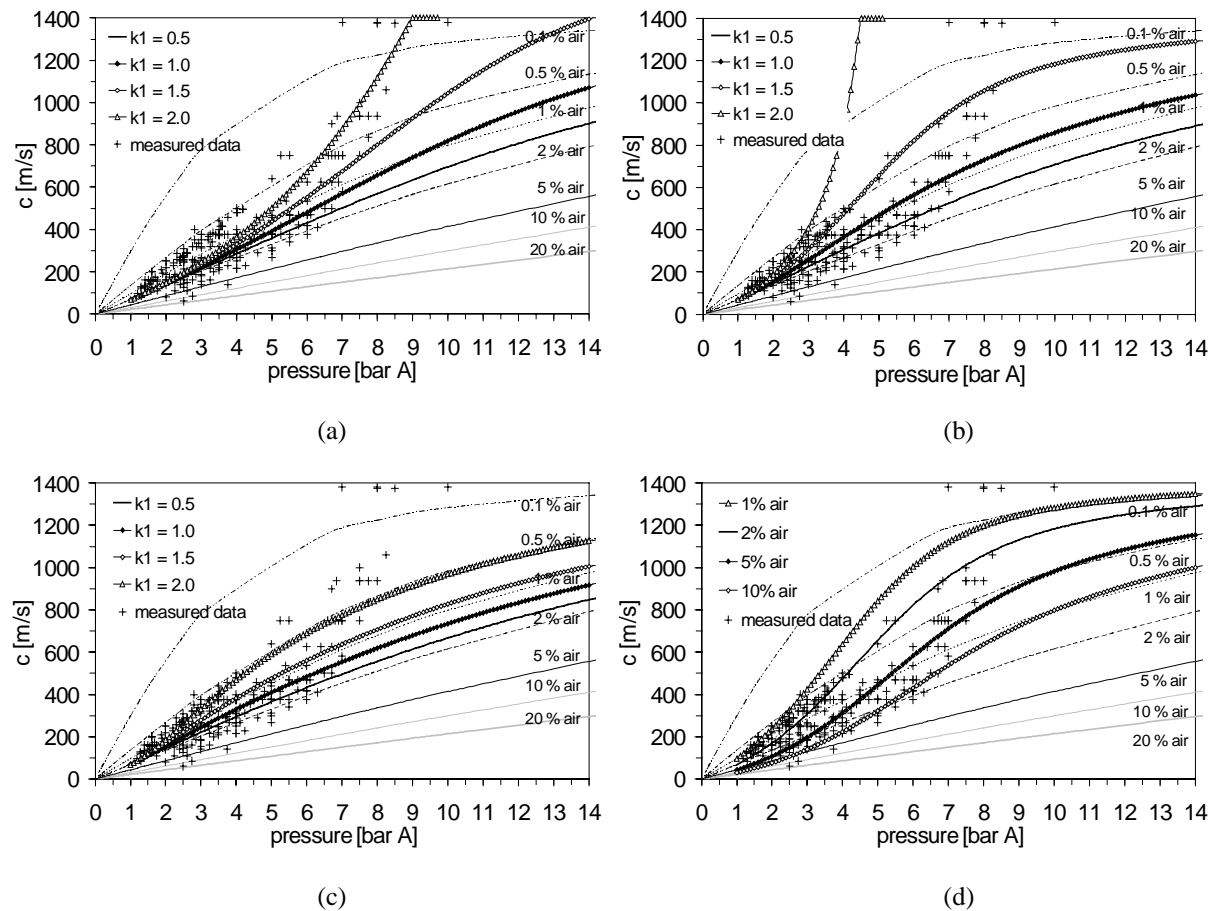 1400
1200
1000
800
600
400
200
0
c [m/s]
k1 = 0.5
k1 = 1.0
k1 = 1.5
k1 = 2.0
measured data
0.1 % air
0.5 % air
1 % air
2 % air
5 % air
10 % air
20 % air
0 1 2 3 4 5 6 7 8 9 10 11 12 13 14
pressure [bar A]
(a)
1400
1200
1000
800
600
400
200
0
c [m/s]
k1 = 0.5
k1 = 1.0
k1 = 1.5
k1 = 2.0
measured data
0.1 % air
0.5 % air
1 % air
2 % air
5 % air
10 % air
20 % air
0 1 2 3 4 5 6 7 8 9 10 11 12 13 14
pressure [bar A]
(b)
1400
1200
1000
800
600
400
200
0
c [m/s]
k1 = 0.5
k1 = 1.0
k1 = 1.5
k1 = 2.0
measured data
0.1 % air
0.5 % air
1 % air
2 % air
5 % air
10 % air
20 % air
0 1 2 3 4 5 6 7 8 9 10 11 12 13 14
pressure [bar A]
(c)
1400
1200
1000
800
600
400
200
0
c [m/s]
1% air
2% air
5% air
10% air
measured data
0.1 % air
0.5 % air
1 % air
2 % air
5 % air
10 % air
20 % air
0 1 2 3 4 5 6 7 8 9 10 11 12 13 14
pressure [bar A]
(d)